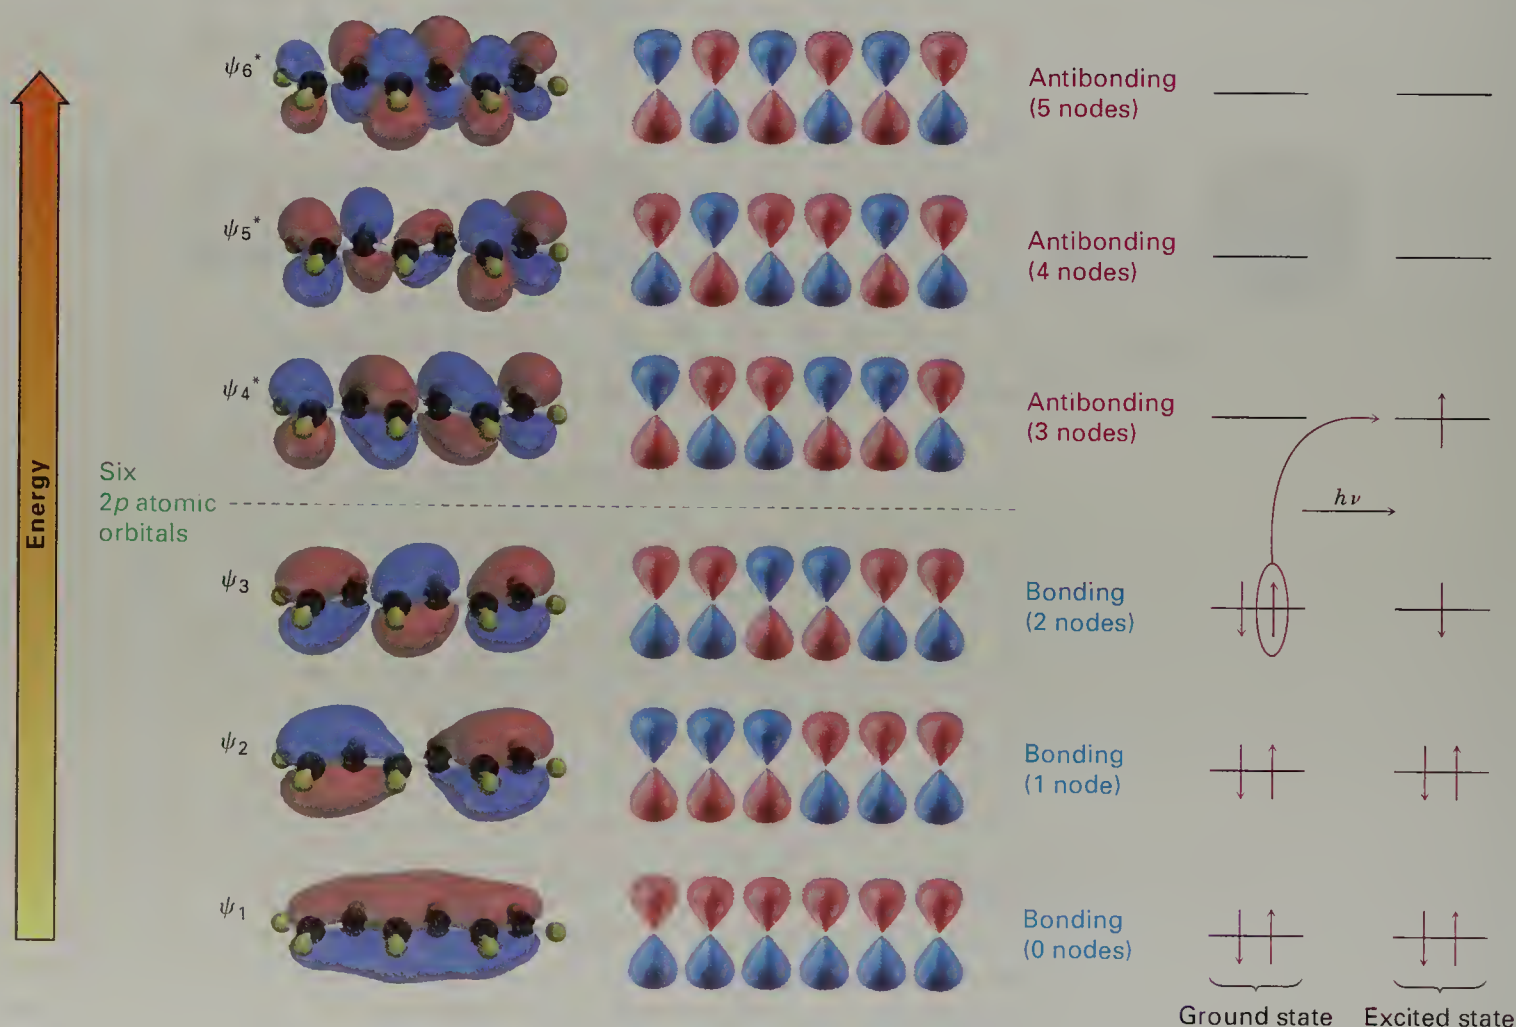 ψ6*
Antibonding
(5 nodes)
ψ5*
Antibonding
(4 nodes)
ψ4*
Antibonding
(3 nodes)
Energy
Six
2p atomic
orbitals
hν
ψ3
Bonding
(2 nodes)
ψ2
Bonding
(1 node)
ψ1
Bonding
(0 nodes)
Ground state Excited state